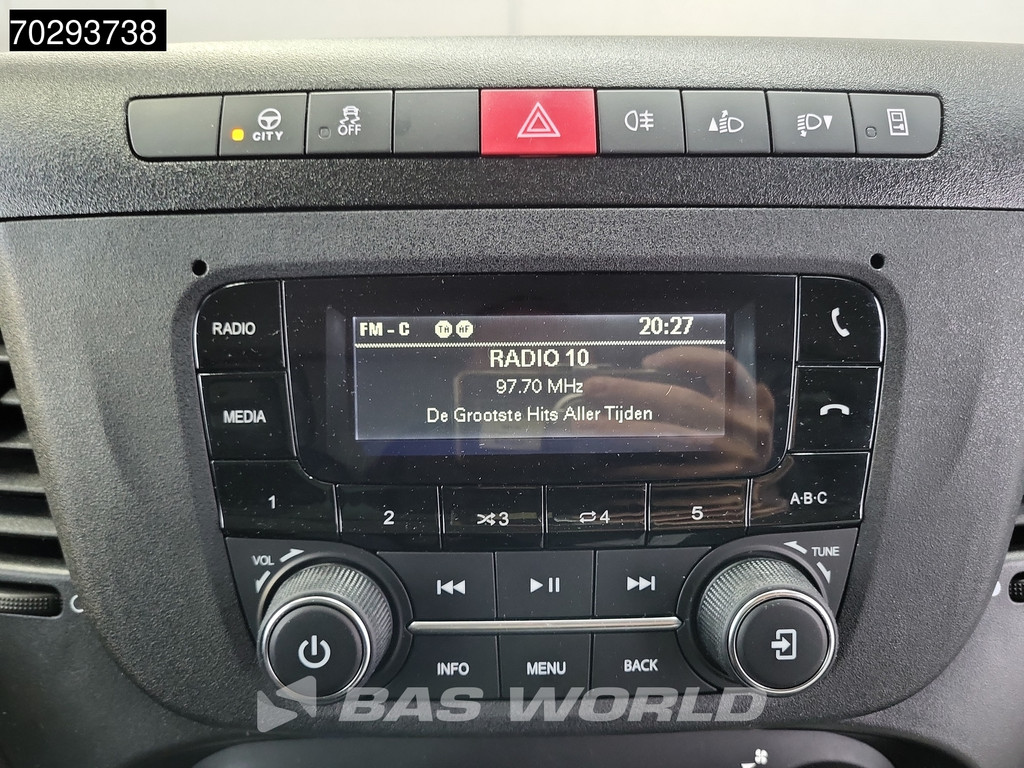 70293738
CITY
OFF
RADIO
FM - C TA AF 20:27
RADIO 10
97.70 MHz
De Grootste Hits Aller Tijden
MEDIA
1 2 3 4 5 A·B·C
VOL TUNE
INFO MENU BACK
BAS WORLD